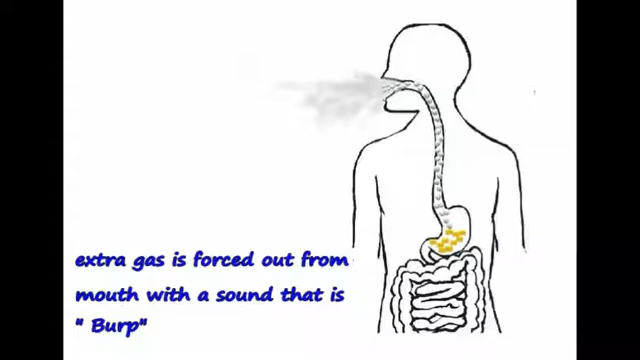 extra gas is forced out from
mouth with a sound that is
" Burp"